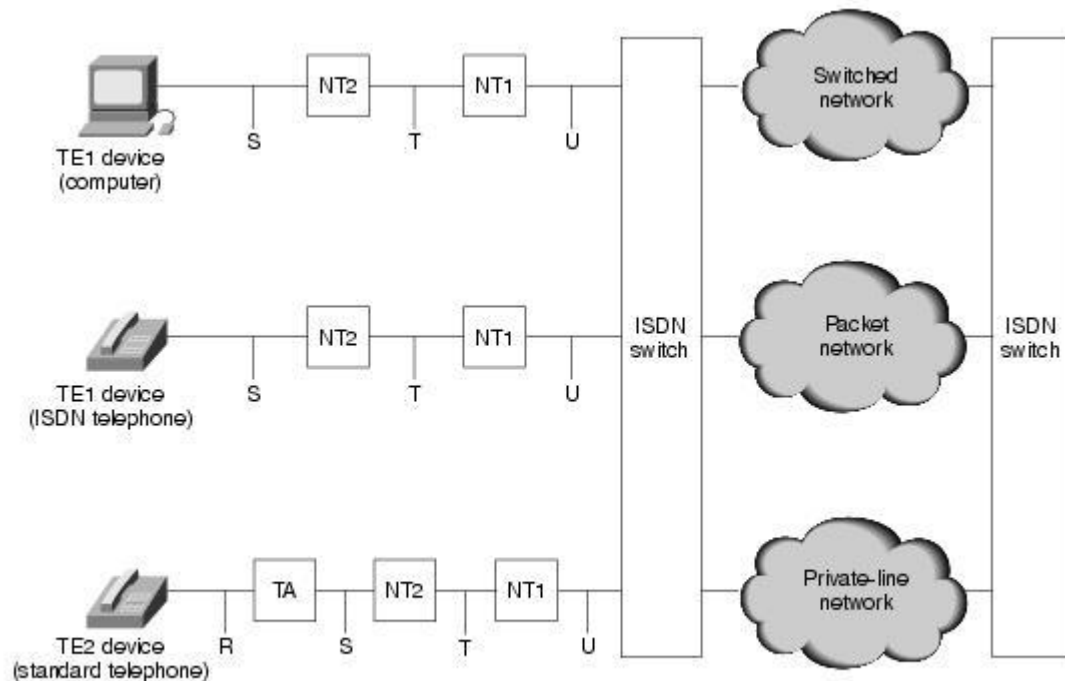 NT2
NT1
Switched
network
S
T
U
TE1 device
(computer)
NT2
NT1
ISDN
switch
Packet
network
ISDN
switch
S
T
U
TE1 device
(ISDN telephone)
TA
NT2
NT1
Private-line
network
R
S
T
U
TE2 device
(standard telephone)